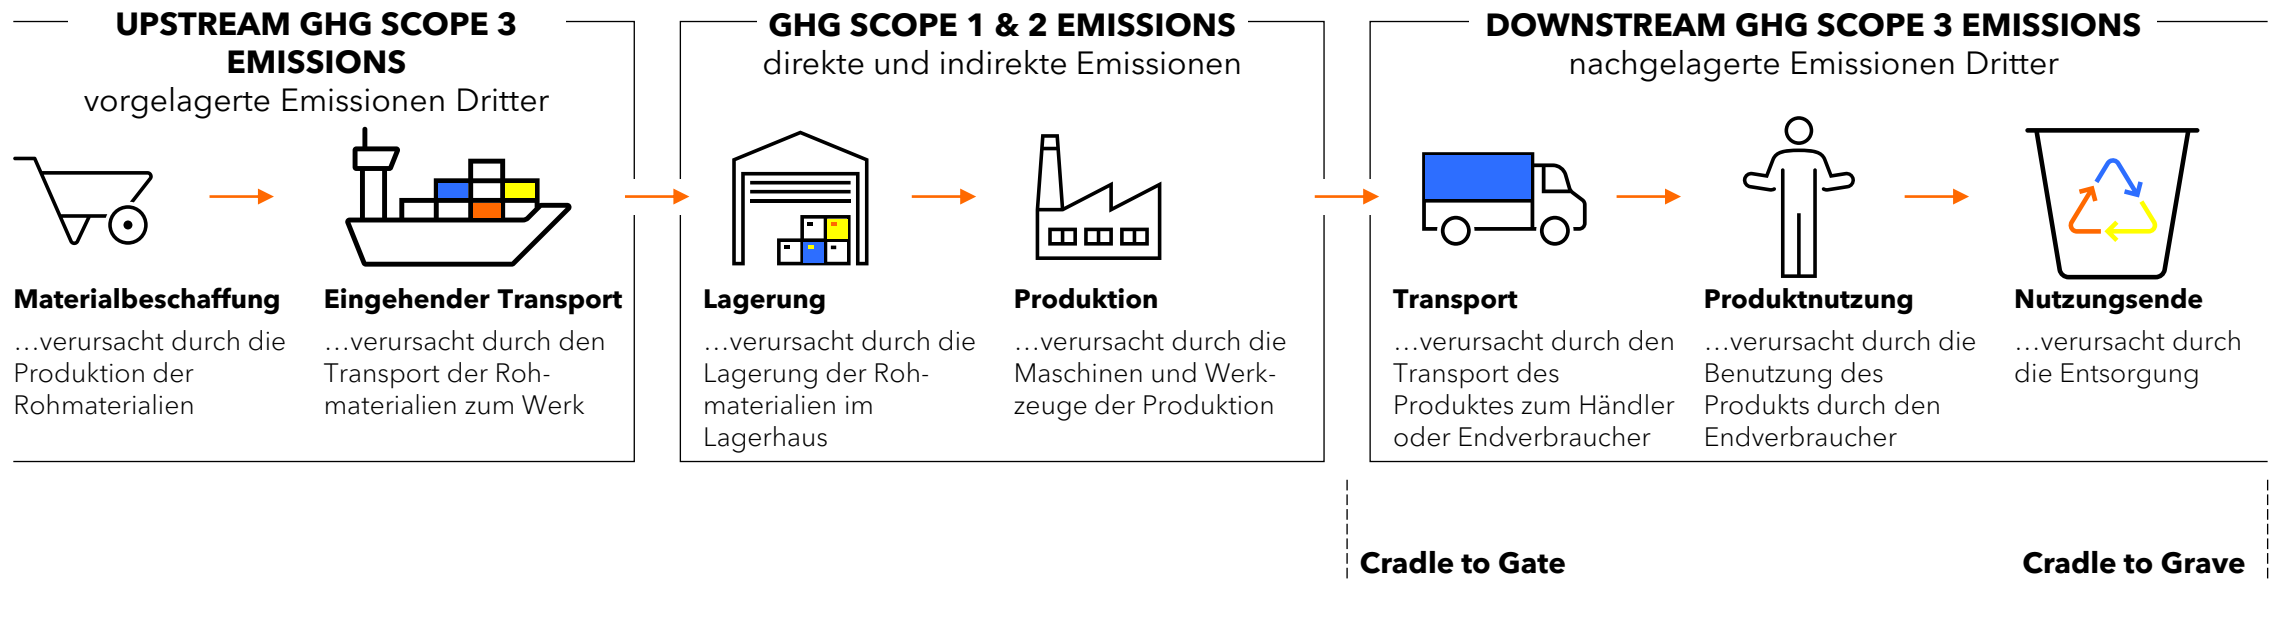 UPSTREAM GHG SCOPE 3
EMISSIONS
vorgelagerte Emissionen Dritter
Materialbeschaffung
…verursacht durch die
Produktion der
Rohmaterialien
Eingehender Transport
…verursacht durch den
Transport der Roh-
materialien zum Werk
GHG SCOPE 1 & 2 EMISSIONS
direkte und indirekte Emissionen
Lagerung
…verursacht durch die
Lagerung der Roh-
materialien im
Lagerhaus
Produktion
…verursacht durch die
Maschinen und Werk-
zeuge der Produktion
DOWNSTREAM GHG SCOPE 3 EMISSIONS
nachgelagerte Emissionen Dritter
Transport
…verursacht durch den
Transport des
Produktes zum Händler
oder Endverbraucher
Produktnutzung
…verursacht durch die
Benutzung des
Produkts durch den
Endverbraucher
Nutzungsende
…verursacht durch
die Entsorgung
Cradle to Gate
Cradle to Grave